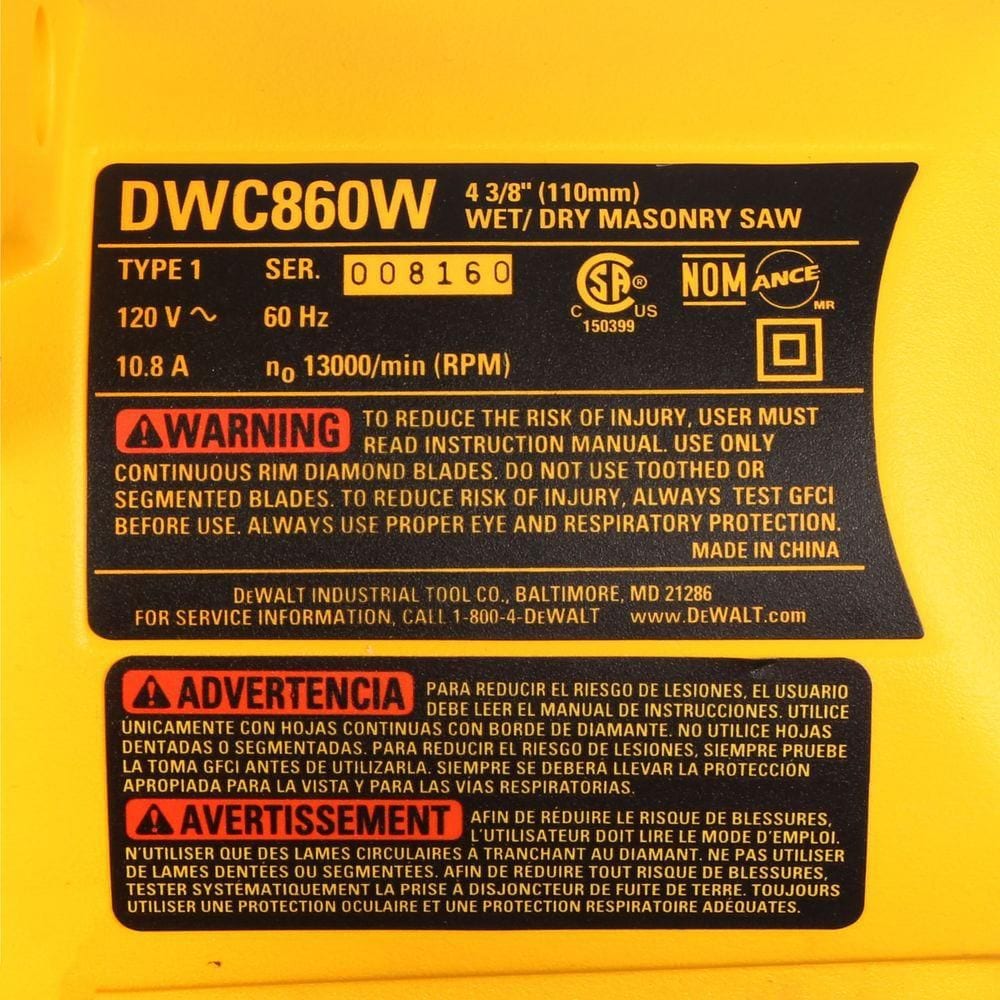 DWC860W 4 3/8" (110mm)
WET/ DRY MASONRY SAW
TYPE 1 SER. 008160
120 V ~ 60 Hz
10.8 A n₀ 13000/min (RPM)
CSA®
C US
150399
NOM ANCE
MR
WARNING TO REDUCE THE RISK OF INJURY, USER MUST
READ INSTRUCTION MANUAL. USE ONLY
CONTINUOUS RIM DIAMOND BLADES. DO NOT USE TOOTHED OR
SEGMENTED BLADES. TO REDUCE RISK OF INJURY, ALWAYS TEST GFCI
BEFORE USE. ALWAYS USE PROPER EYE AND RESPIRATORY PROTECTION.
MADE IN CHINA
DEWALT INDUSTRIAL TOOL CO., BALTIMORE, MD 21286
FOR SERVICE INFORMATION, CALL 1-800-4-DEWALT www.DEWALT.com
ADVERTENCIA PARA REDUCIR EL RIESGO DE LESIONES, EL USUARIO
DEBE LEER EL MANUAL DE INSTRUCCIONES. UTILICE
ÚNICAMENTE CON HOJAS CONTINUAS CON BORDE DE DIAMANTE. NO UTILICE HOJAS
DENTADAS O SEGMENTADAS. PARA REDUCIR EL RIESGO DE LESIONES, SIEMPRE PRUEBE
LA TOMA GFCI ANTES DE UTILIZARLA. SIEMPRE SE DEBERÁ LLEVAR LA PROTECCIÓN
APROPIADA PARA LA VISTA Y PARA LAS VÍAS RESPIRATORIAS.
AVERTISSEMENT AFIN DE RÉDUIRE LE RISQUE DE BLESSURES,
L'UTILISATEUR DOIT LIRE LE MODE D'EMPLOI.
N'UTILISER QUE DES LAMES CIRCULAIRES À TRANCHANT AU DIAMANT. NE PAS UTILISER
DE LAMES DENTÉES OU SEGMENTÉES. AFIN DE RÉDUIRE TOUT RISQUE DE BLESSURES,
TESTER SYSTÉMATIQUEMENT LA PRISE À DISJONCTEUR DE FUITE DE TERRE. TOUJOURS
UTILISER UNE PROTECTION OCULAIRE ET UNE PROTECTION RESPIRATOIRE ADÉQUATES.